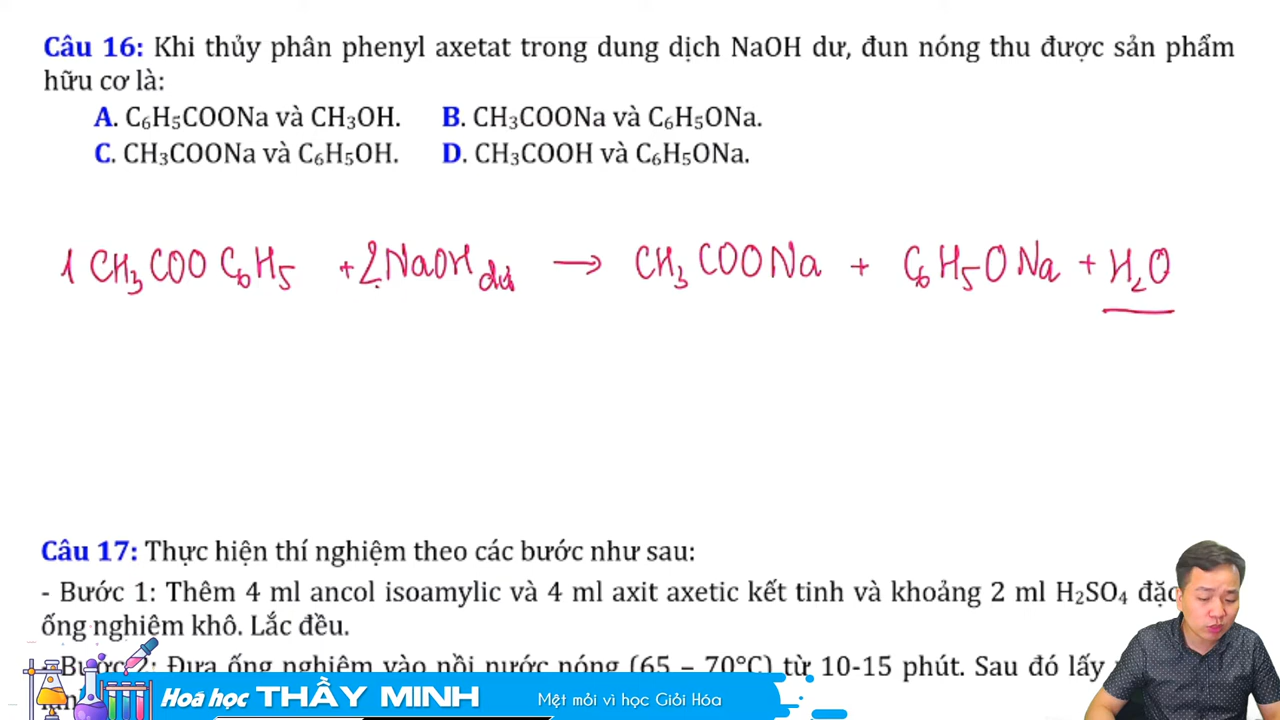 Câu 16: Khi thủy phân phenyl axetat trong dung dịch NaOH dư, đun nóng thu được sản phẩm
hữu cơ là:
A. C₆H₅COONa và CH₃OH. B. CH₃COONa và C₆H₅ONa.
C. CH₃COONa và C₆H₅OH. D. CH₃COOH và C₆H₅ONa.
1 CH₃COOC₆H₅ + 2NaOH dư → CH₃COONa + C₆H₅ONa + H₂O
Câu 17: Thực hiện thí nghiệm theo các bước như sau:
- Bước 1: Thêm 4 ml ancol isoamylic và 4 ml axit axetic kết tinh và khoảng 2 ml H₂SO₄
ống nghiệm khô. Lắc đều.
- Bước 2: Đưa ống nghiệm vào nồi nước nóng (65 – 70°C) từ 10-15 phút. Sau đó lấy
Hoá học THẦY MINH Mệt mỏi vì học Giỏi Hóa